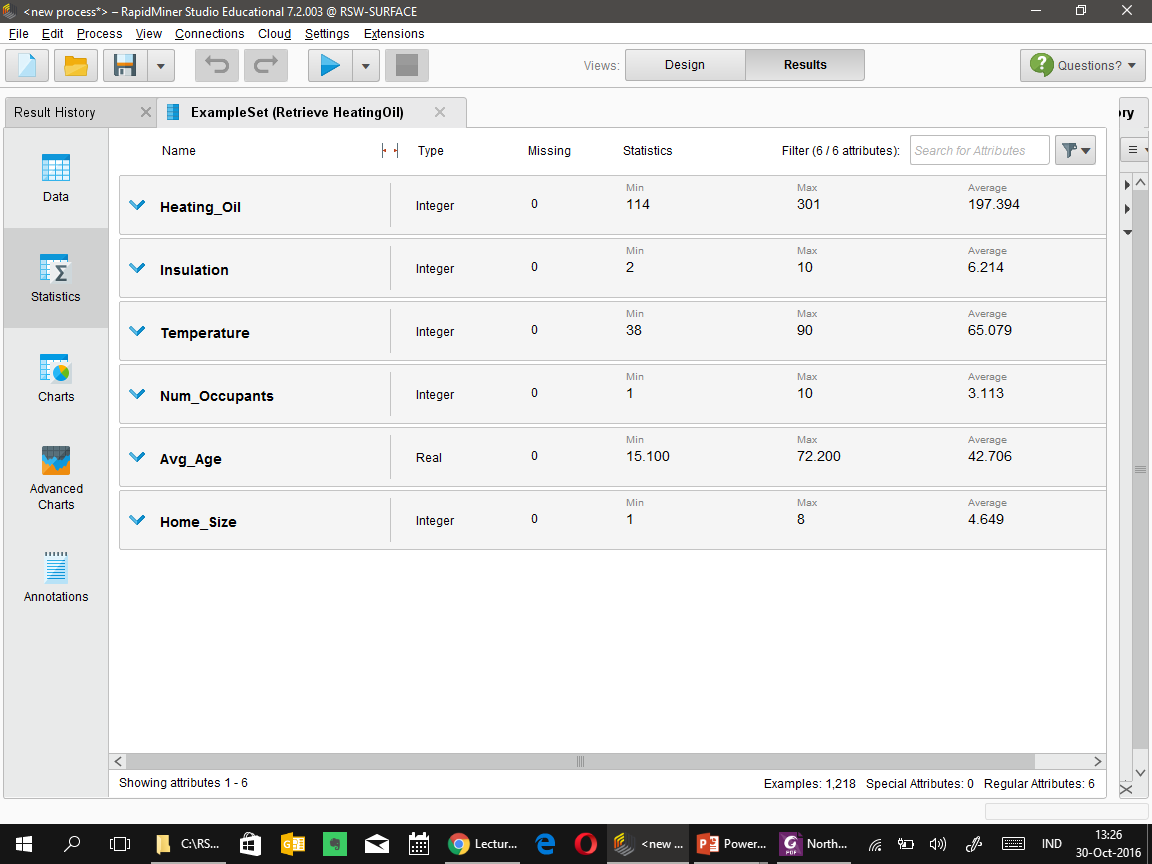 <new process*> – RapidMiner Studio Educational 7.2.003 @ RSW-SURFACE
File Edit Process View Connections Cloud Settings Extensions
Views: Design Results Questions?
Result History ExampleSet (Retrieve HeatingOil) ory
Name Type Missing Statistics Filter (6 / 6 attributes): Search for Attributes
Data
Statistics
Charts
Advanced
Charts
Annotations
Min Max Average
Heating_Oil Integer 0 114 301 197.394
Min Max Average
Insulation Integer 0 2 10 6.214
Min Max Average
Temperature Integer 0 38 90 65.079
Min Max Average
Num_Occupants Integer 0 1 10 3.113
Min Max Average
Avg_Age Real 0 15.100 72.200 42.706
Min Max Average
Home_Size Integer 0 1 8 4.649
Showing attributes 1 - 6 Examples: 1,218 Special Attributes: 0 Regular Attributes: 6
C:\RS... Lectur... <new ... Power... North... IND 13:26
30-Oct-2016